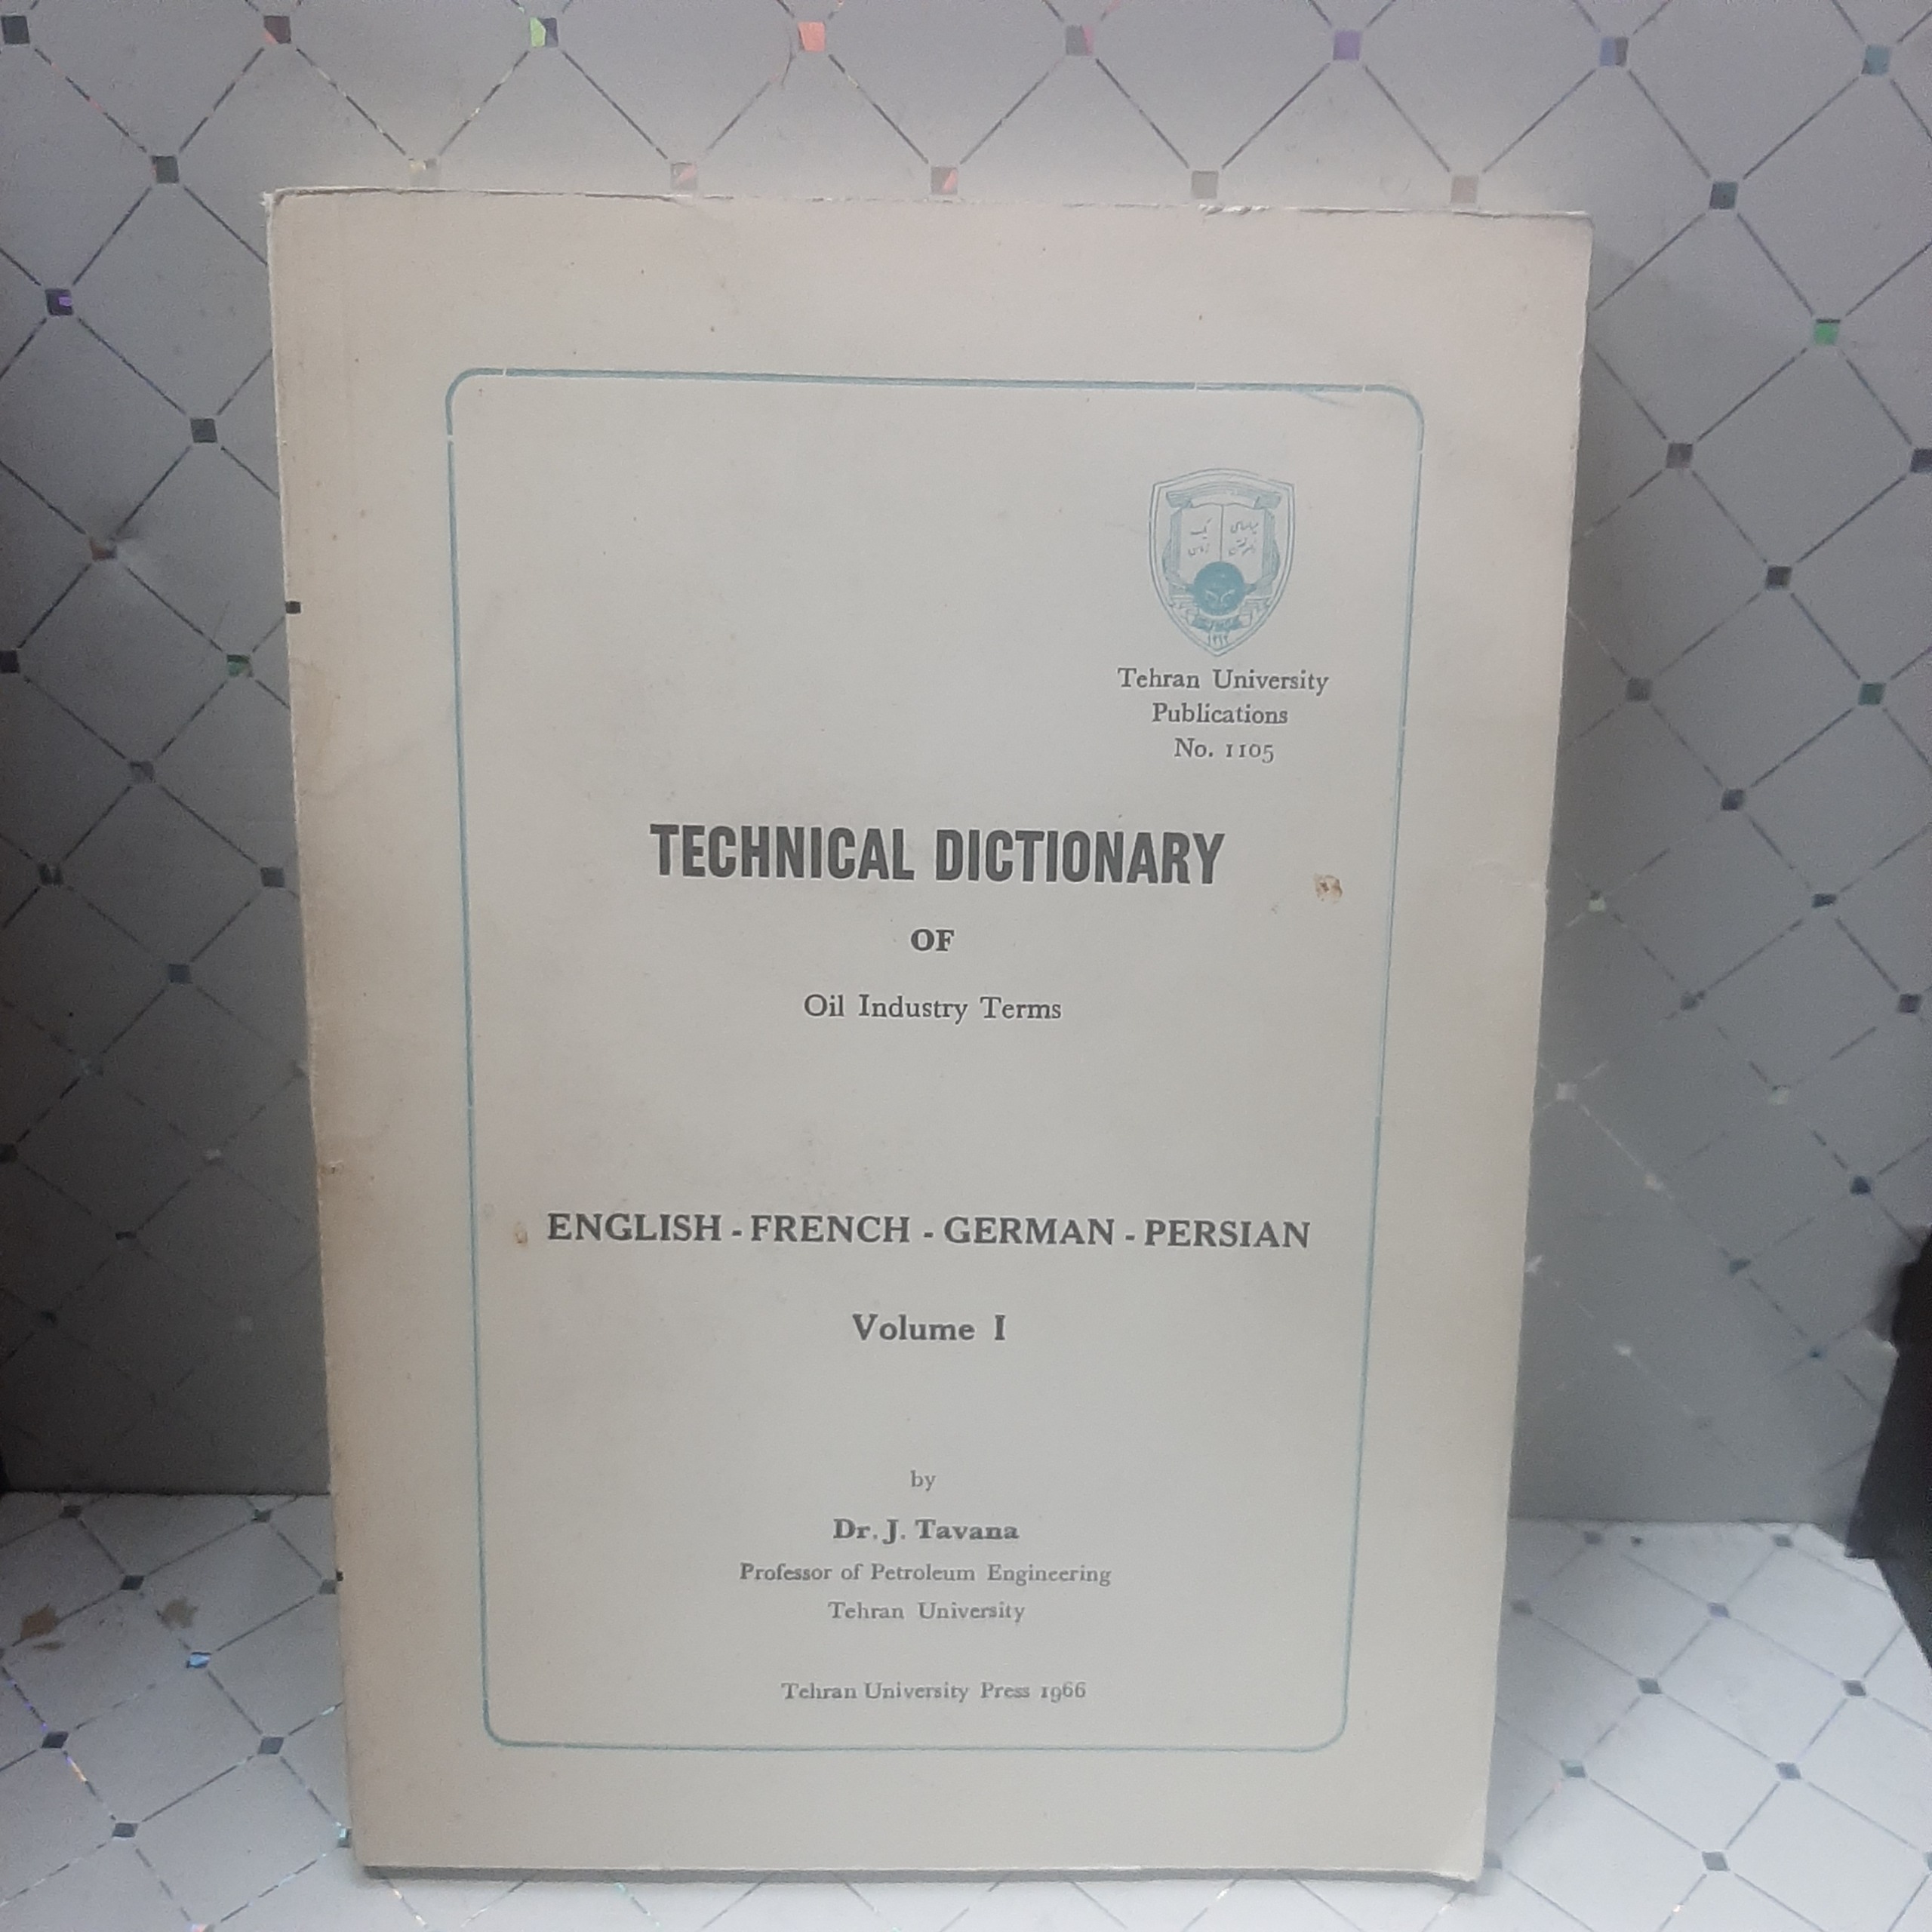 Tehran University
Publications
No. 1105
TECHNICAL DICTIONARY
OF
Oil Industry Terms
ENGLISH - FRENCH - GERMAN - PERSIAN
Volume I
by
Dr. J. Tavana
Professor of Petroleum Engineering
Tehran University
Tehran University Press 1966